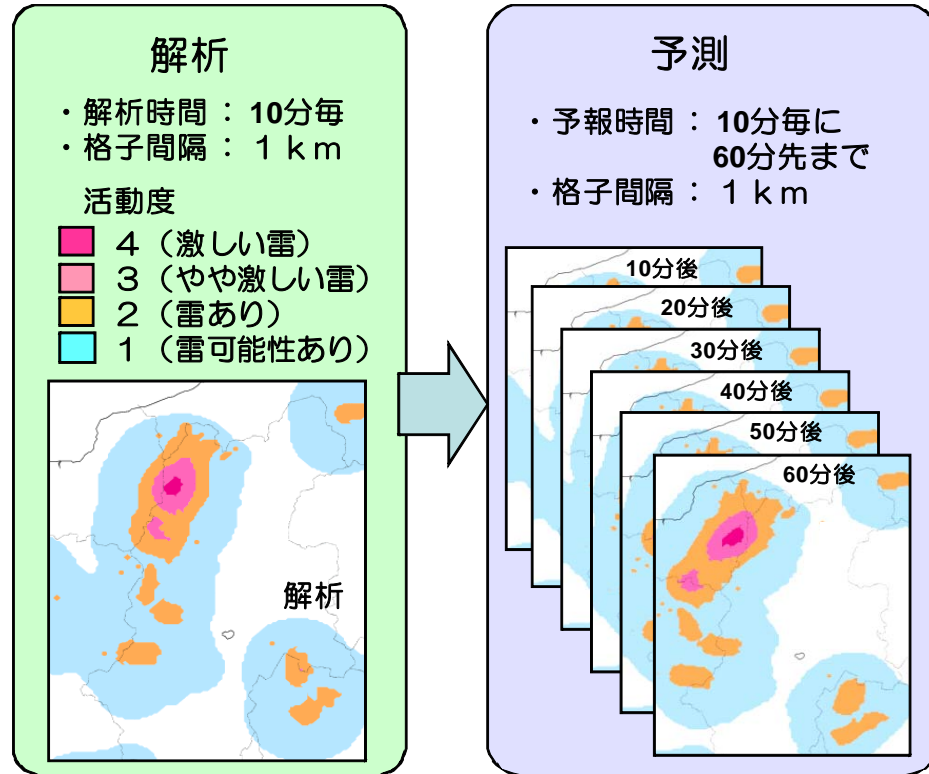 解析
・解析時間： 10分毎
・格子間隔： １ｋｍ
活動度
４（激しい雷）
３（やや激しい雷）
２（雷あり）
１（雷可能性あり）
解析
予測
・予報時間： 10分毎に
60分先まで
・格子間隔： １ｋｍ
10分後
20分後
30分後
40分後
50分後
60分後